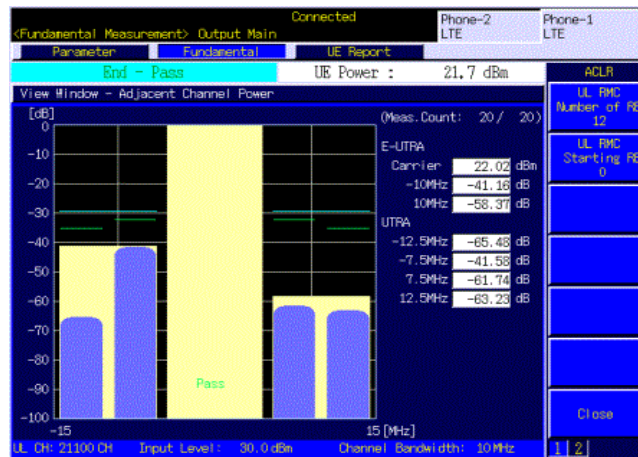 Connected
<Fundamental Measurement> Output Main
Phone-2
LTE
Phone-1
LTE
Parameter
Fundamental
UE Report
End - Pass
UE Power : 21.7 dBm
ACLR
View Window - Adjacent Channel Power
UL RMC
Number of RB
12
UL RMC
Starting RB
0
Close
1 2
[dB]
0
-10
-20
-30
-40
-50
-60
-70
-80
-90
-100
Pass
-15
15 [MHz]
(Meas.Count: 20/ 20)
E-UTRA
Carrier 22.02 dBm
-10MHz -41.16 dB
10MHz -58.37 dB
UTRA
-12.5MHz -65.48 dB
-7.5MHz -41.58 dB
7.5MHz -61.74 dB
12.5MHz -63.23 dB
UL CH: 21100 CH Input Level: 30.0 dBm Channel Bandwidth: 10 MHz